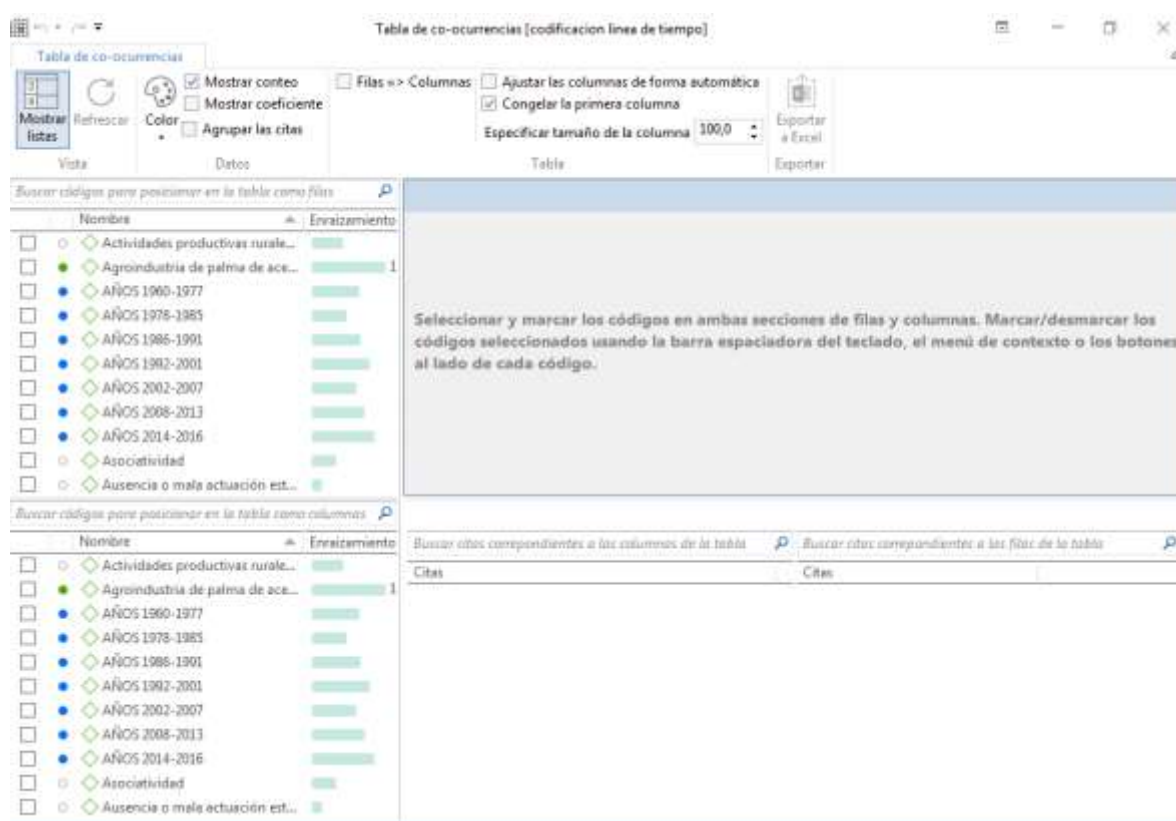 Tabla de co-ocurrencias [codificacion linea de tiempo]
Tabla de co-ocurrencias
Mostrar listes
Refrescar
Color
Mostrar conteo
Mostrar coeficiente
Agrupar las citas
Filas => Columnas
Ajustar las columnas de forma automática
Congelar la primera columna
Especificar tamaño de la columna 100,0
Exportar a Excel
Vista
Datos
Tabla
Exportar
Buscar códigos para posicionar en la tabla como filas
Nombre Enraizamiento
Actividades productivas rurale...
Agroindustria de palma de ace... 1
AÑOS 1960-1977
AÑOS 1978-1985
AÑOS 1986-1991
AÑOS 1992-2001
AÑOS 2002-2007
AÑOS 2008-2013
AÑOS 2014-2016
Asociatividad
Ausencia o mala actuación est...
Seleccionar y marcar los códigos en ambas secciones de filas y columnas. Marcar/desmarcar los
códigos seleccionados usando la barra espaciadora del teclado, el menú de contexto o los botones
al lado de cada código.
Buscar códigos para posicionar en la tabla como columnas
Nombre Enraizamiento
Actividades productivas rurale...
Agroindustria de palma de ace... 1
AÑOS 1960-1977
AÑOS 1978-1985
AÑOS 1986-1991
AÑOS 1992-2001
AÑOS 2002-2007
AÑOS 2008-2013
AÑOS 2014-2016
Asociatividad
Ausencia o mala actuación est...
Buscar citas correpondientes a las columnas de la tabla
Buscar citas correpondientes a las filas de la tabla
Citas
Citas